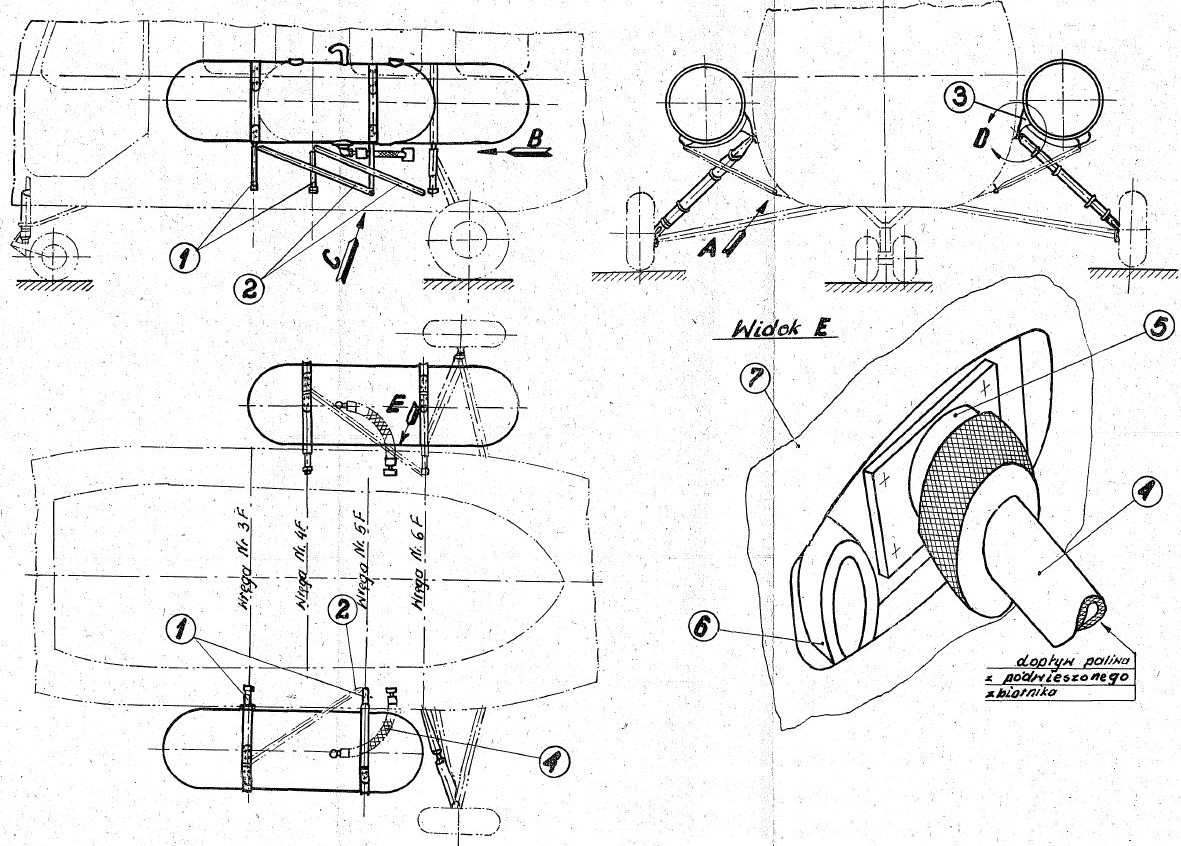 B
1
2
C
3
D
A
Widok E
5
7
4
6
dopływ paliwa
z podwieszonego
zbiornika
E
Wręga Nr. 3F
Wręga Nr. 4F
Wręga Nr. 5F
Wręga Nr. 6F
1
2
4